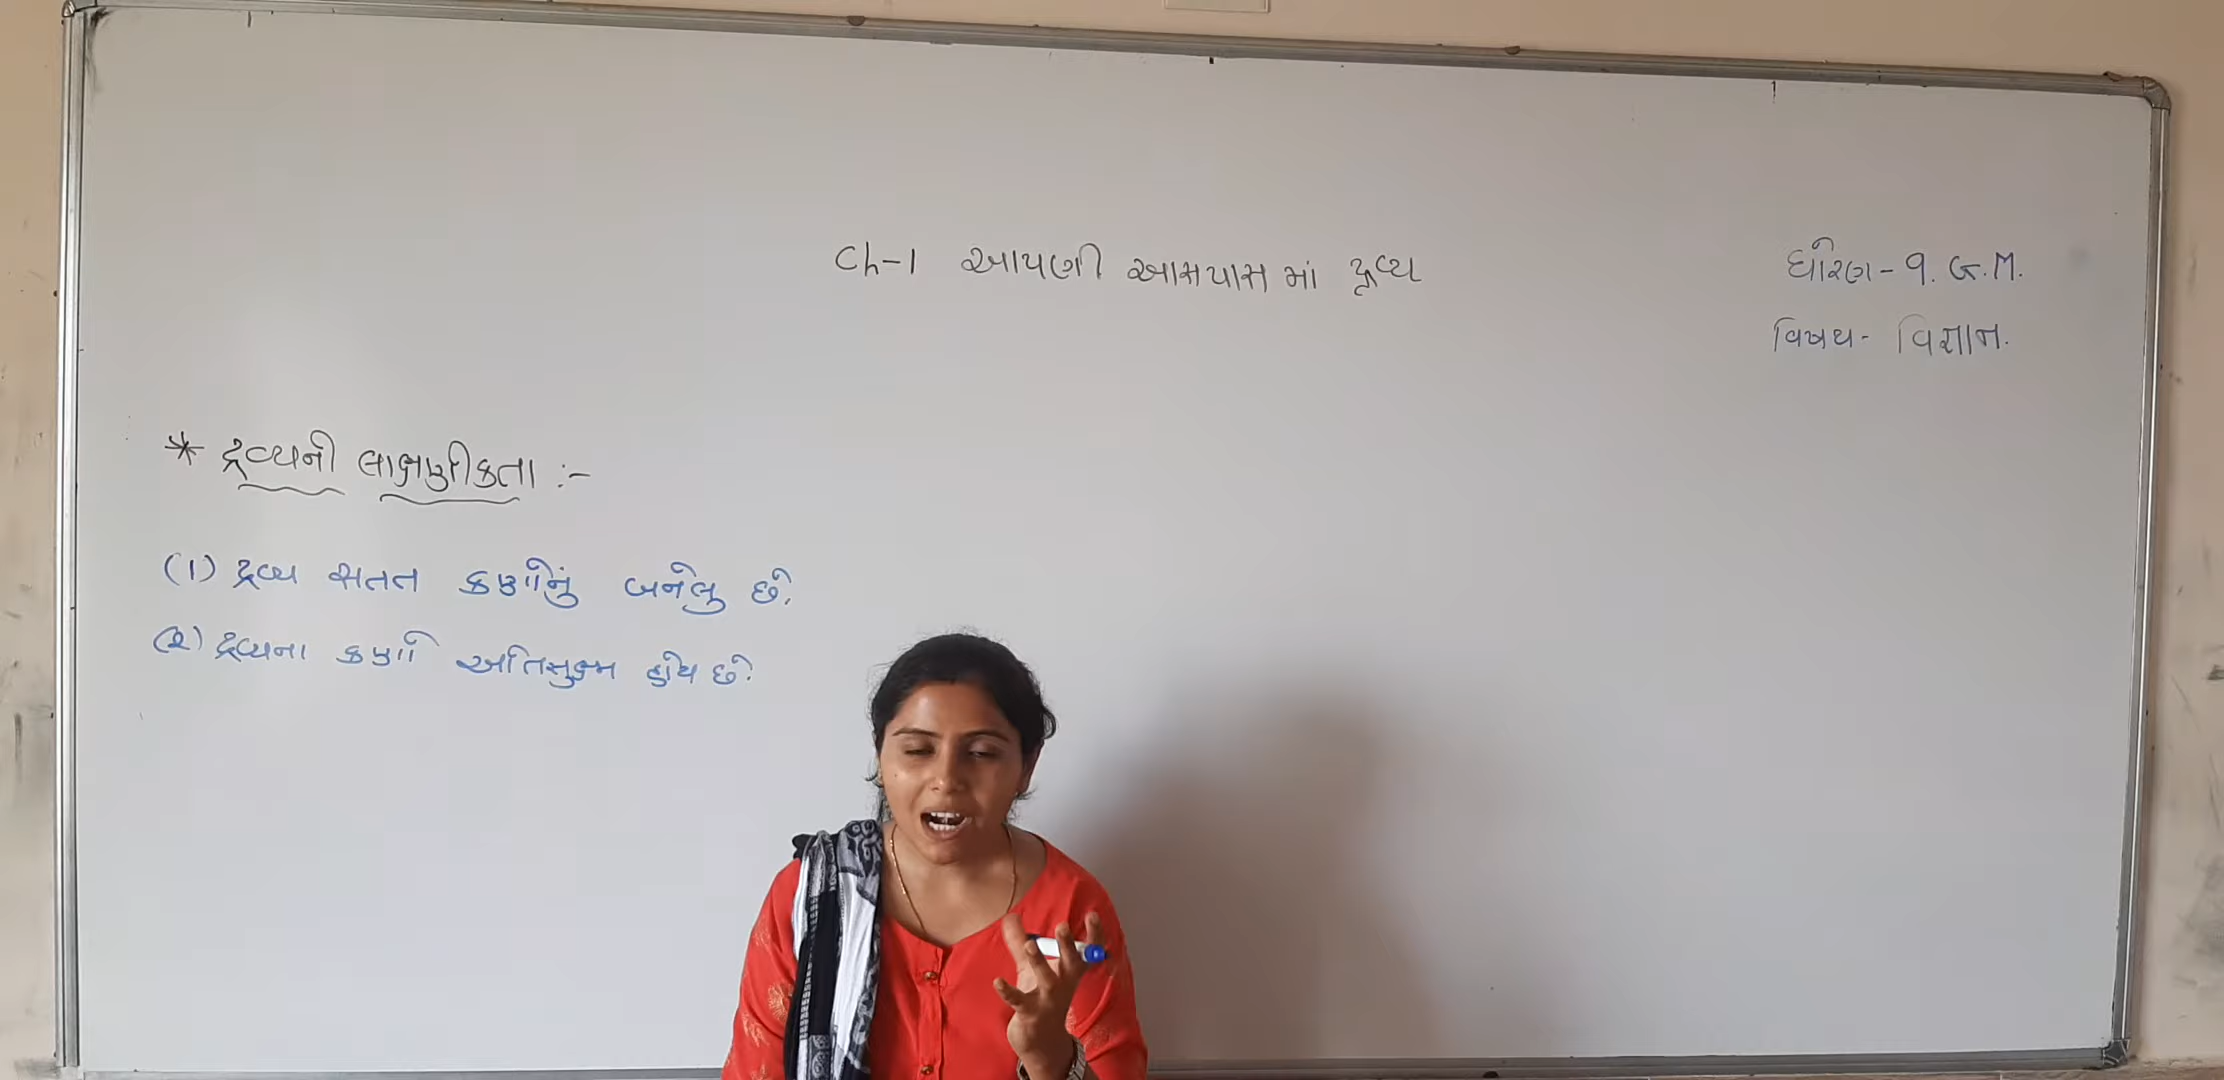 Ch-1 આપણી આસપાસ માં દ્રવ્ય
ધોરણ - 9. G.M.
વિષય - વિજ્ઞાન.
* દ્રવ્યની લાક્ષણીકતા :-
(1) દ્રવ્ય સતત કણોનું બનેલુ છે.
(૨) દ્રવ્યના કણો અતિસુક્ષ્મ હોય છે.